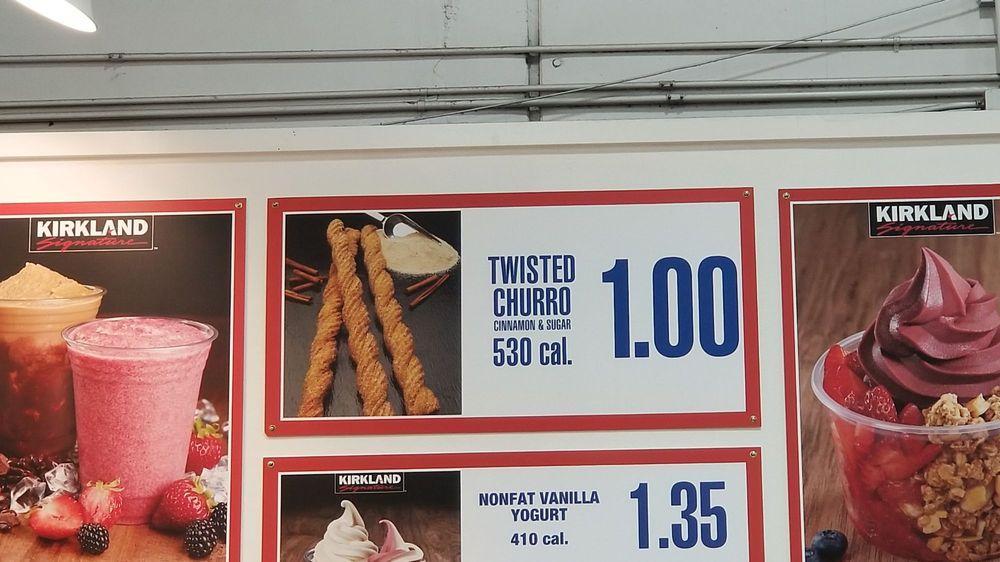 KIRKLAND
Signature
TWISTED
CHURRO
CINNAMON & SUGAR
530 cal.
1.00
KIRKLAND
Signature
KIRKLAND
Signature
NONFAT VANILLA
YOGURT
410 cal.
1.35